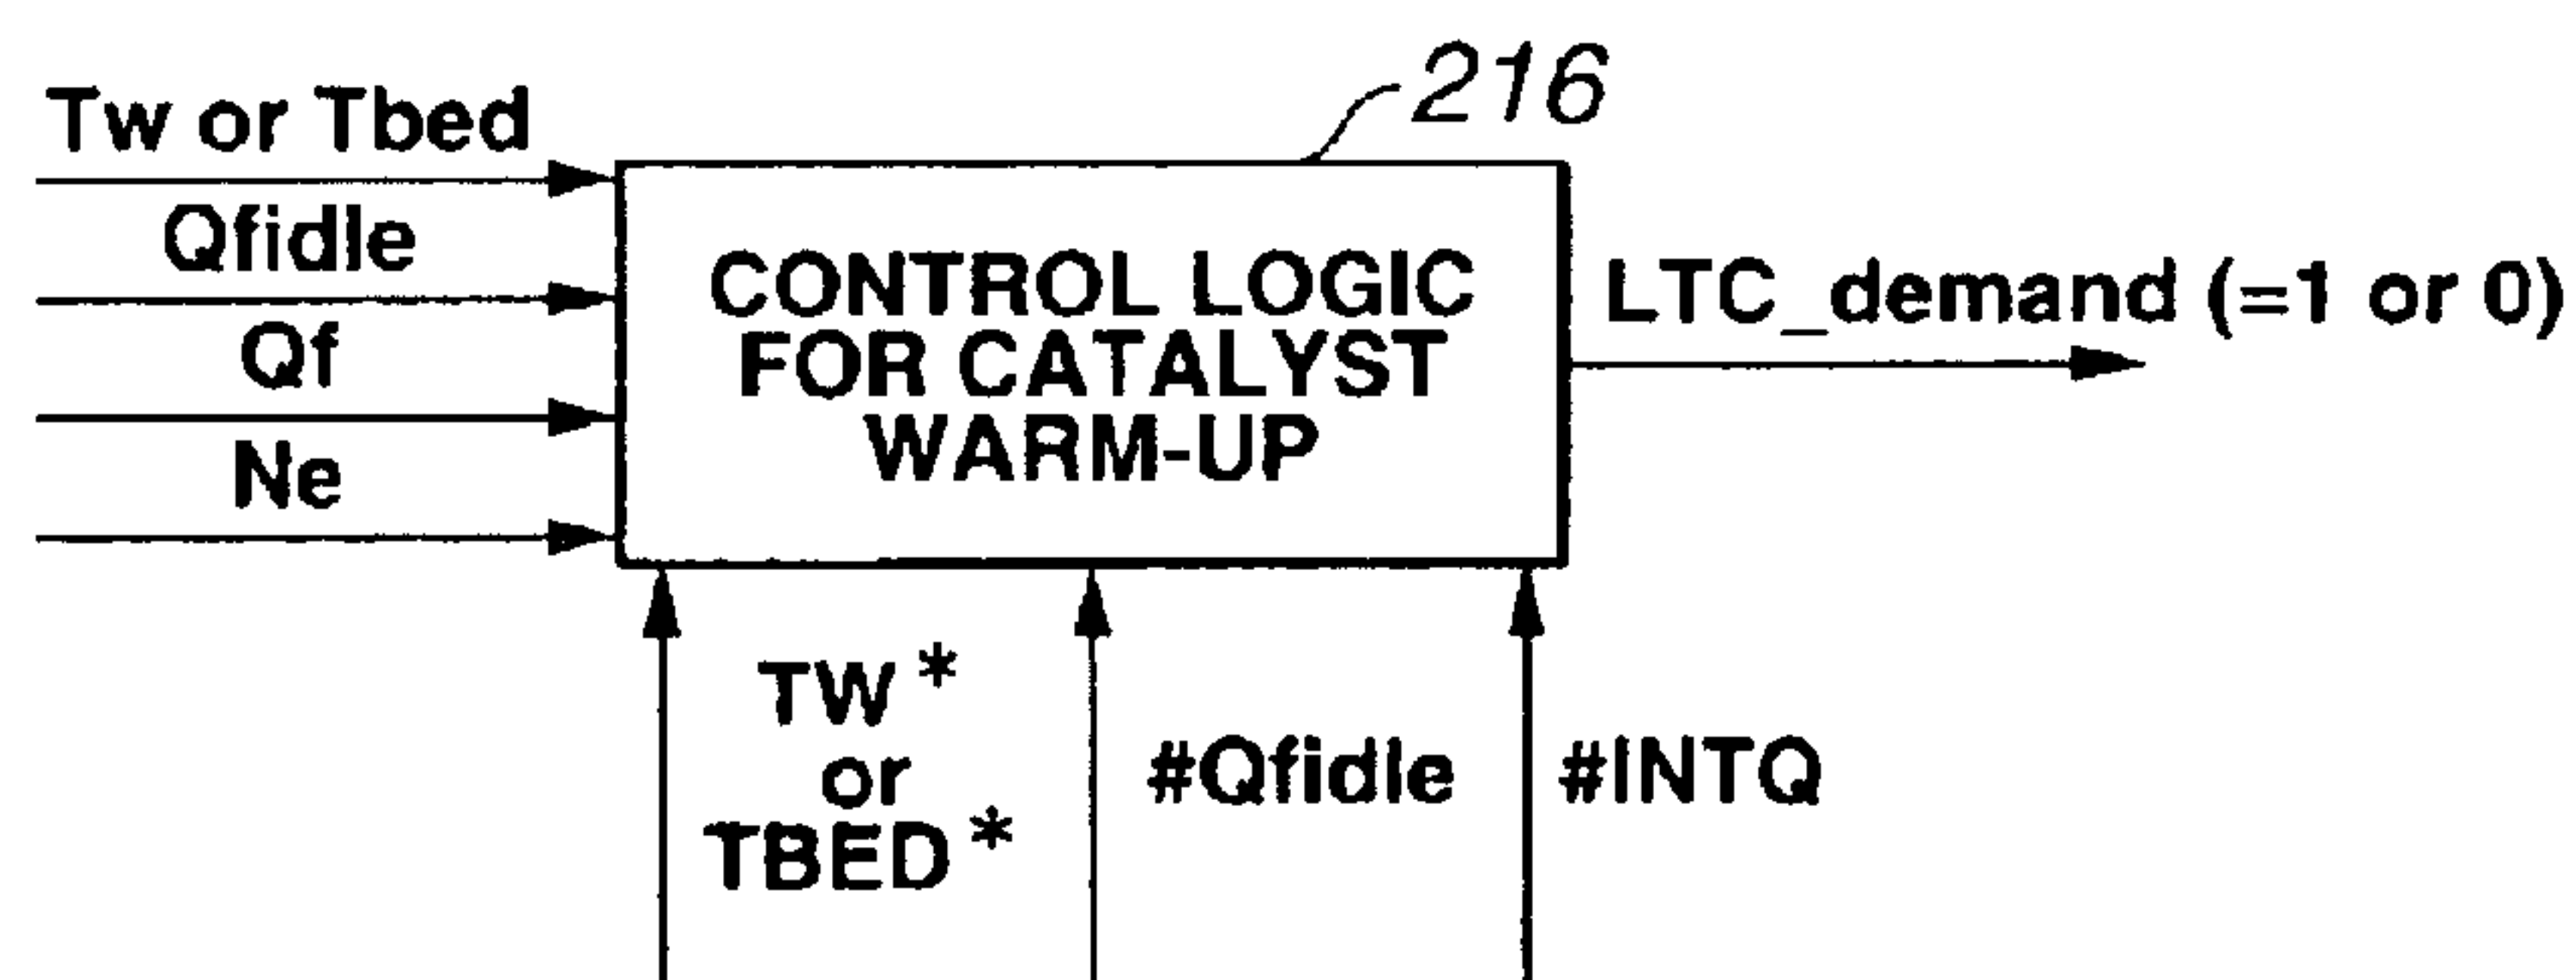 216
Tw or Tbed
Qfidle
Qf
Ne
CONTROL LOGIC
FOR CATALYST
WARM-UP
LTC_demand (=1 or 0)
TW*
or
TBED*
#Qfidle
#INTQ